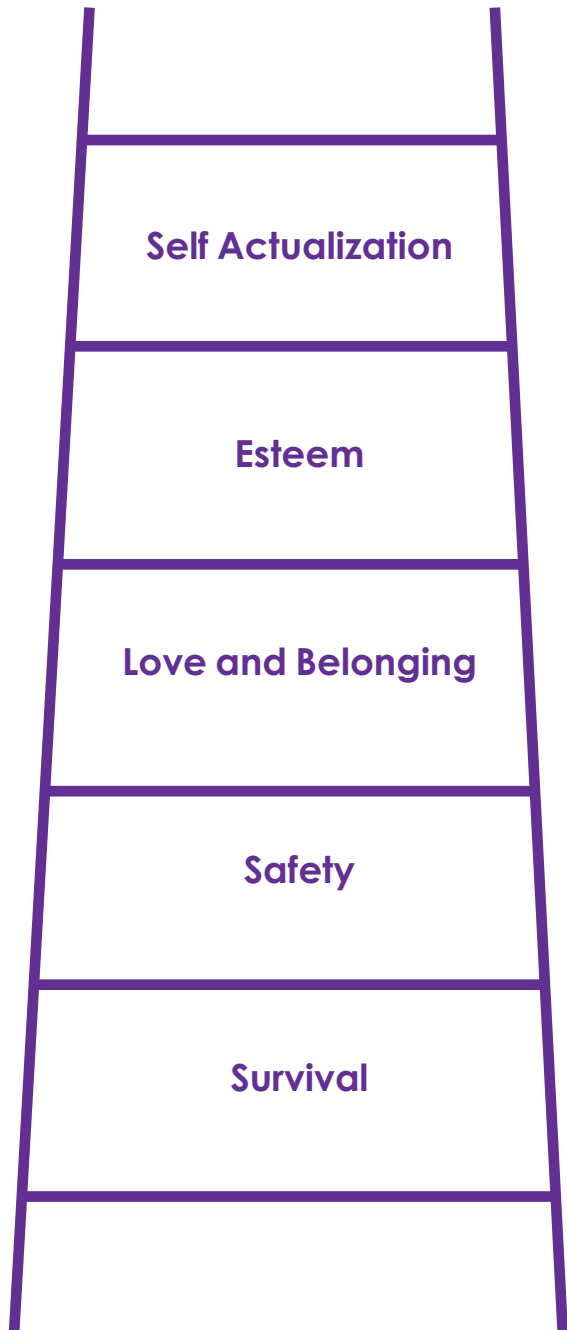 Self Actualization
Esteem
Love and Belonging
Safety
Survival